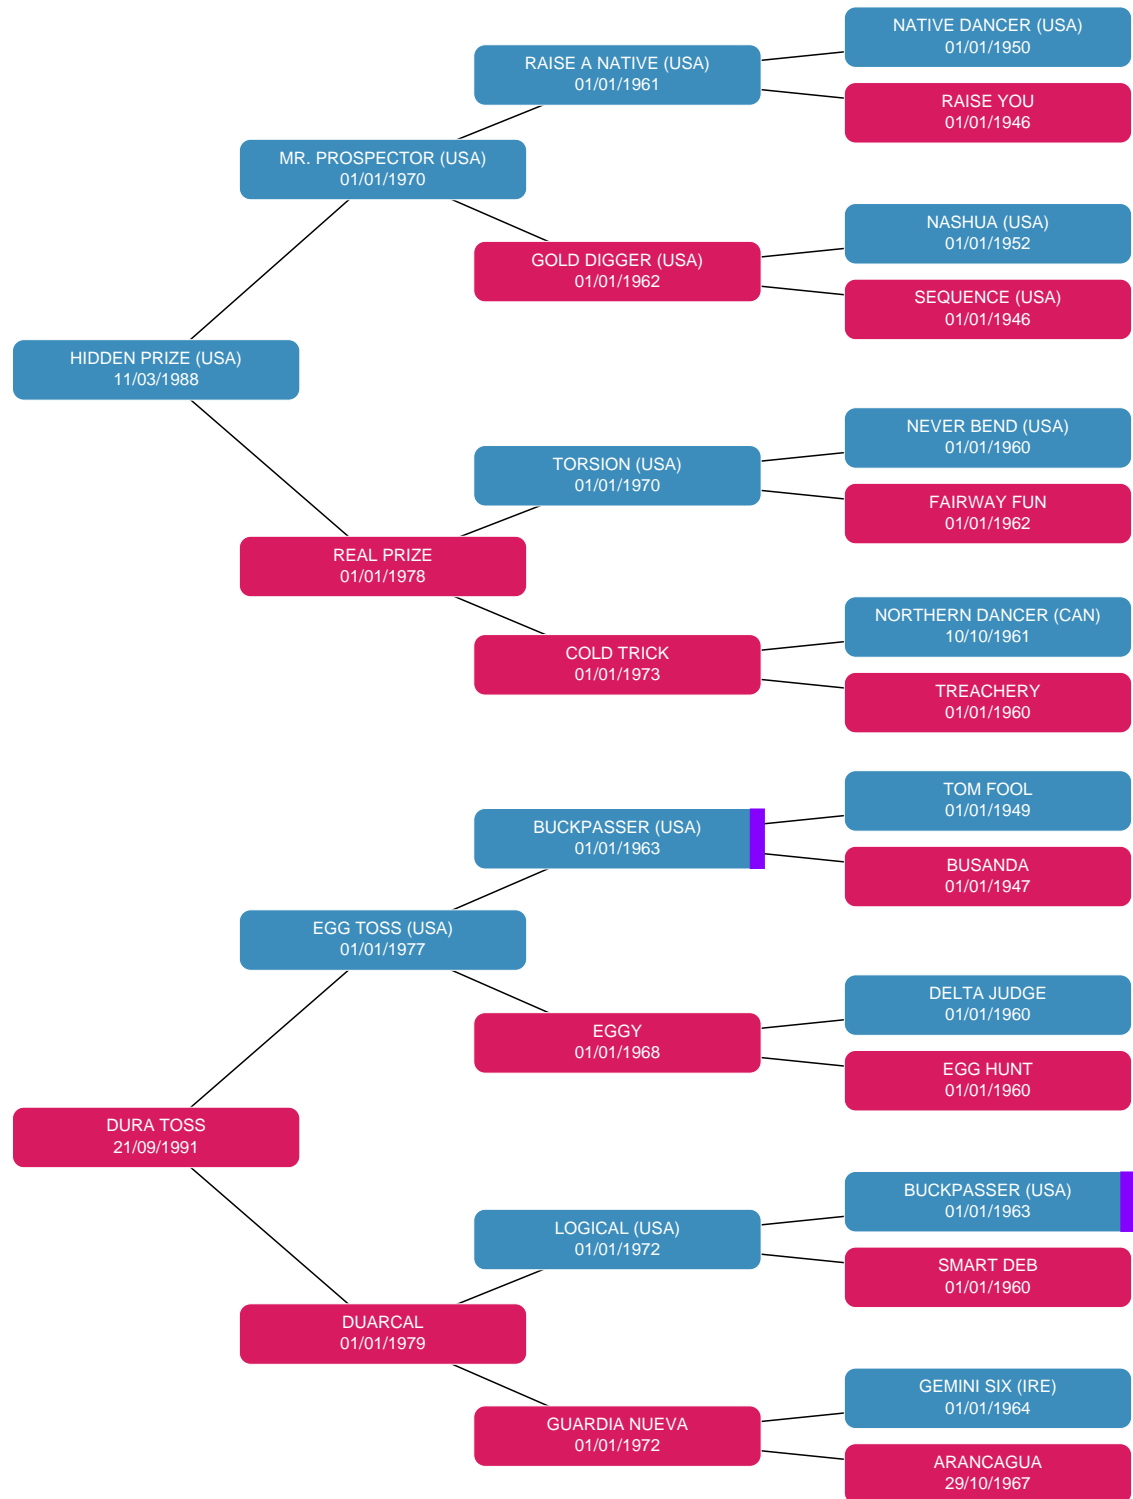 NATIVE DANCER (USA)
01/01/1950
RAISE A NATIVE (USA)
01/01/1961
RAISE YOU
01/01/1946
MR. PROSPECTOR (USA)
01/01/1970
NASHUA (USA)
01/01/1952
GOLD DIGGER (USA)
01/01/1962
SEQUENCE (USA)
01/01/1946
HIDDEN PRIZE (USA)
11/03/1988
NEVER BEND (USA)
01/01/1960
TORSION (USA)
01/01/1970
FAIRWAY FUN
01/01/1962
REAL PRIZE
01/01/1978
NORTHERN DANCER (CAN)
10/10/1961
COLD TRICK
01/01/1973
TREACHERY
01/01/1960
TOM FOOL
01/01/1949
BUCKPASSER (USA)
01/01/1963
BUSANDA
01/01/1947
EGG TOSS (USA)
01/01/1977
DELTA JUDGE
01/01/1960
EGGY
01/01/1968
EGG HUNT
01/01/1960
DURA TOSS
21/09/1991
BUCKPASSER (USA)
01/01/1963
LOGICAL (USA)
01/01/1972
SMART DEB
01/01/1960
DUARCAL
01/01/1979
GEMINI SIX (IRE)
01/01/1964
GUARDIA NUEVA
01/01/1972
ARANCAGUA
29/10/1967